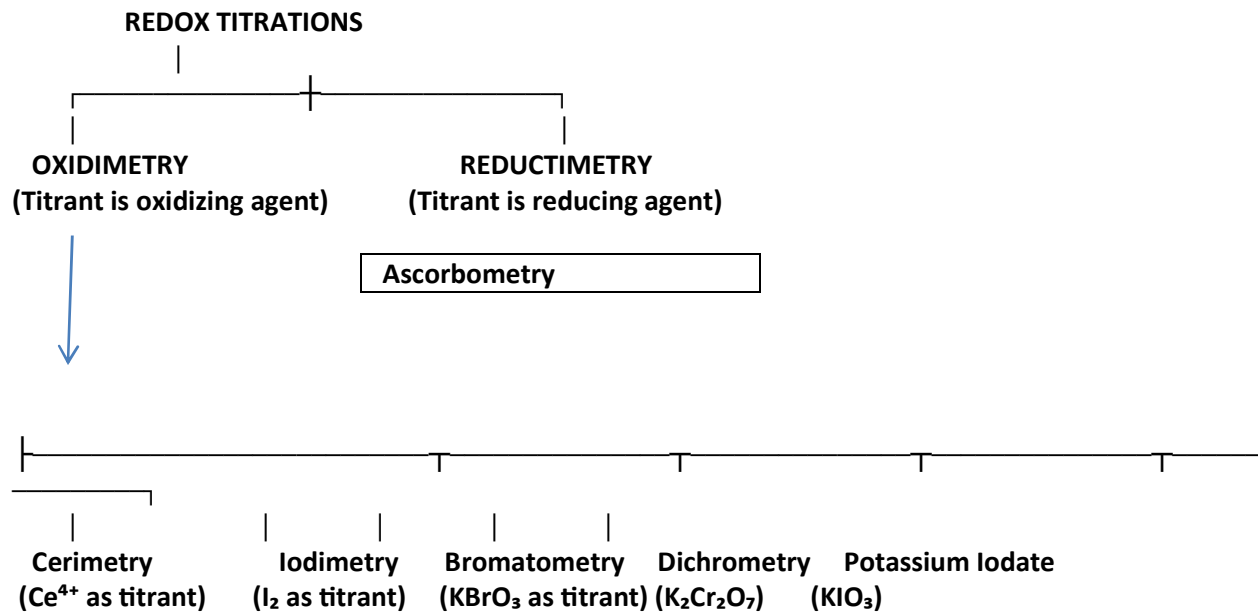 REDOX TITRATIONS
OXIDIMETRY REDUCTIMETRY
(Titrant is oxidizing agent) (Titrant is reducing agent)
Ascorbometry
Cerimetry Iodimetry Bromatometry Dichrometry Potassium Iodate
(Ce⁴⁺ as titrant) (I₂ as titrant) (KBrO₃ as titrant) (K₂Cr₂O₇) (KIO₃)